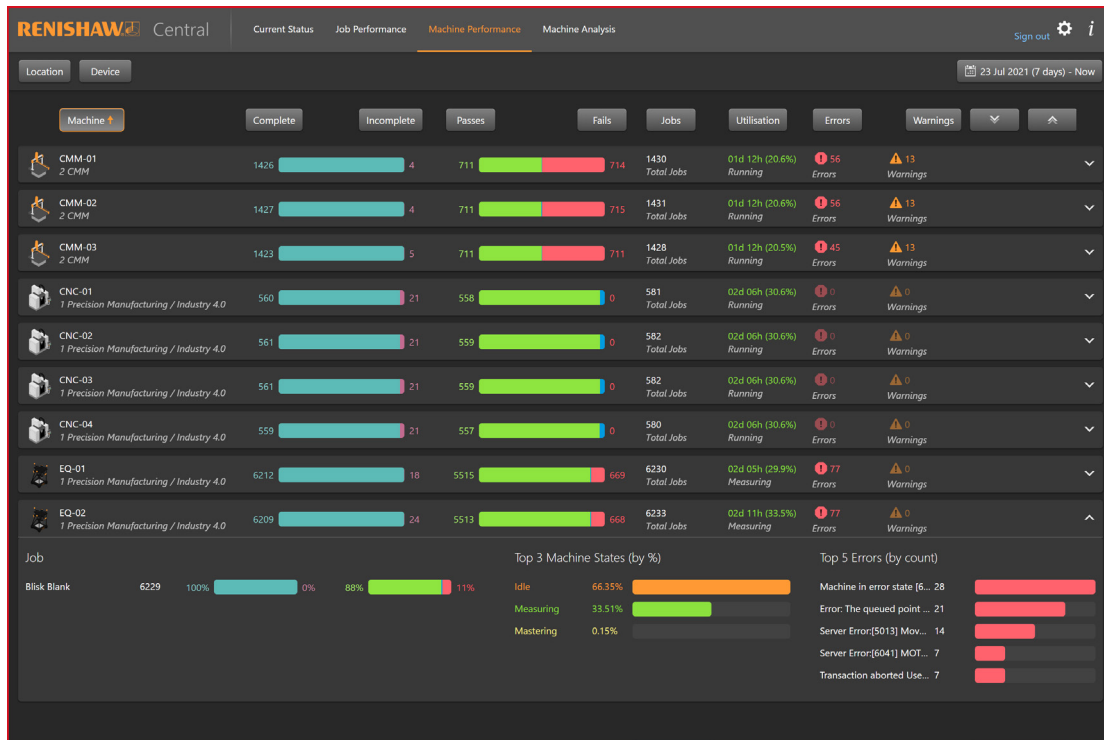 RENISHAW Central Current Status Job Performance Machine Performance Machine Analysis Sign out i
Location Device 23 Jul 2021 (7 days) - Now
Machine Complete Incomplete Passes Fails Jobs Utilisation Errors Warnings
CMM-01 1426 4 711 714 1430 01d 12h (20.6%) 56 13
2 CMM Total Jobs Running Errors Warnings
CMM-02 1427 4 711 715 1431 01d 12h (20.6%) 56 13
2 CMM Total Jobs Running Errors Warnings
CMM-03 1423 5 711 711 1428 01d 12h (20.5%) 45 13
2 CMM Total Jobs Running Errors Warnings
CNC-01 560 21 558 0 581 02d 06h (30.6%) 0 0
1 Precision Manufacturing / Industry 4.0 Total Jobs Running Errors Warnings
CNC-02 561 21 559 0 582 02d 06h (30.6%) 0 0
1 Precision Manufacturing / Industry 4.0 Total Jobs Running Errors Warnings
CNC-03 561 21 559 0 582 02d 06h (30.6%) 0 0
1 Precision Manufacturing / Industry 4.0 Total Jobs Running Errors Warnings
CNC-04 559 21 557 0 580 02d 06h (30.6%) 0 0
1 Precision Manufacturing / Industry 4.0 Total Jobs Running Errors Warnings
EQ-01 6212 18 5515 669 6230 02d 05h (29.9%) 77 0
1 Precision Manufacturing / Industry 4.0 Total Jobs Measuring Errors Warnings
EQ-02 6209 24 5513 668 6233 02d 11h (33.5%) 77 0
1 Precision Manufacturing / Industry 4.0 Total Jobs Measuring Errors Warnings
Job Top 3 Machine States (by %) Top 5 Errors (by count)
Blisk Blank 6229 100% 0% 88% 11% Idle 66.35% Machine in error state [6... 28
Measuring 33.51% Error: The queued point ... 21
Mastering 0.15% Server Error:[5013] Mov... 14
Server Error:[6041] MOT... 7
Transaction aborted Use... 7